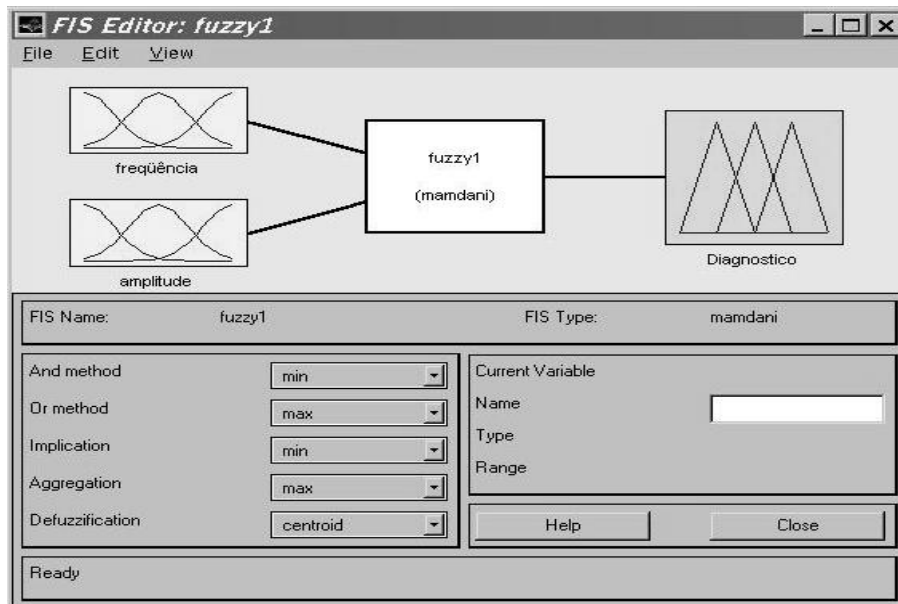 FIS Editor: fuzzy1
File Edit View
freqüência
amplitude
fuzzy1
(mamdani)
Diagnostico
FIS Name: fuzzy1 FIS Type: mamdani
And method min
Or method max
Implication min
Aggregation max
Defuzzification centroid
Current Variable
Name
Type
Range
Help Close
Ready